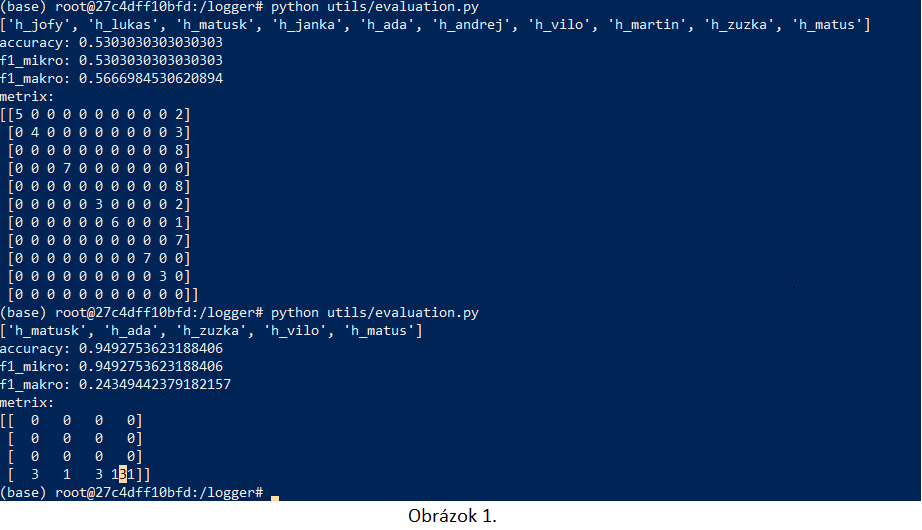 (base) root@27c4dff10bfd:/logger# python utils/evaluation.py
['h_jofy', 'h_lukas', 'h_matusk', 'h_janka', 'h_ada', 'h_andrej', 'h_vilo', 'h_martin', 'h_zuzka', 'h_matus']
accuracy: 0.5303030303030303
f1_mikro: 0.5303030303030303
f1_makro: 0.5666984530620894
metrix:
[[5 0 0 0 0 0 0 0 0 0 2]
[0 4 0 0 0 0 0 0 0 0 3]
[0 0 0 0 0 0 0 0 0 0 8]
[0 0 0 7 0 0 0 0 0 0 0]
[0 0 0 0 0 0 0 0 0 0 8]
[0 0 0 0 0 3 0 0 0 0 2]
[0 0 0 0 0 0 6 0 0 0 1]
[0 0 0 0 0 0 0 0 0 0 7]
[0 0 0 0 0 0 0 0 7 0 0]
[0 0 0 0 0 0 0 0 0 3 0]
[0 0 0 0 0 0 0 0 0 0 0]]
(base) root@27c4dff10bfd:/logger# python utils/evaluation.py
['h_matusk', 'h_ada', 'h_zuzka', 'h_vilo', 'h_matus']
accuracy: 0.9492753623188406
f1_mikro: 0.9492753623188406
f1_makro: 0.24349442379182157
metrix:
[[ 0 0 0 0]
[ 0 0 0 0]
[ 0 0 0 0]
[ 3 1 3 131]]
(base) root@27c4dff10bfd:/logger#
Obrázok 1.